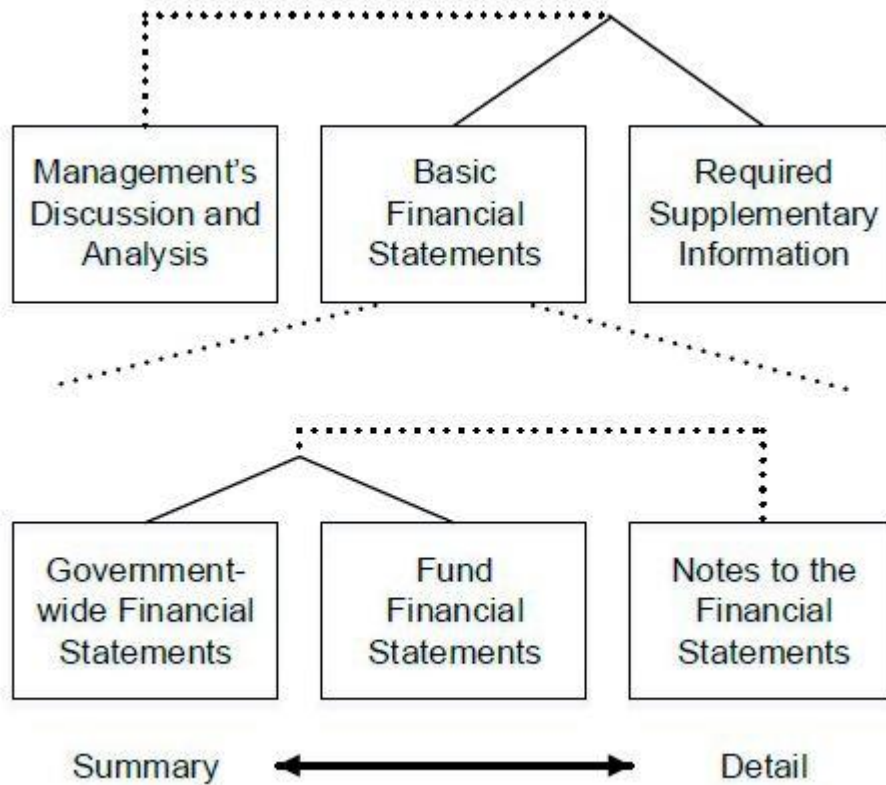 Management's
Discussion and
Analysis
Basic
Financial
Statements
Required
Supplementary
Information
Government-
wide Financial
Statements
Fund
Financial
Statements
Notes to the
Financial
Statements
Summary
Detail